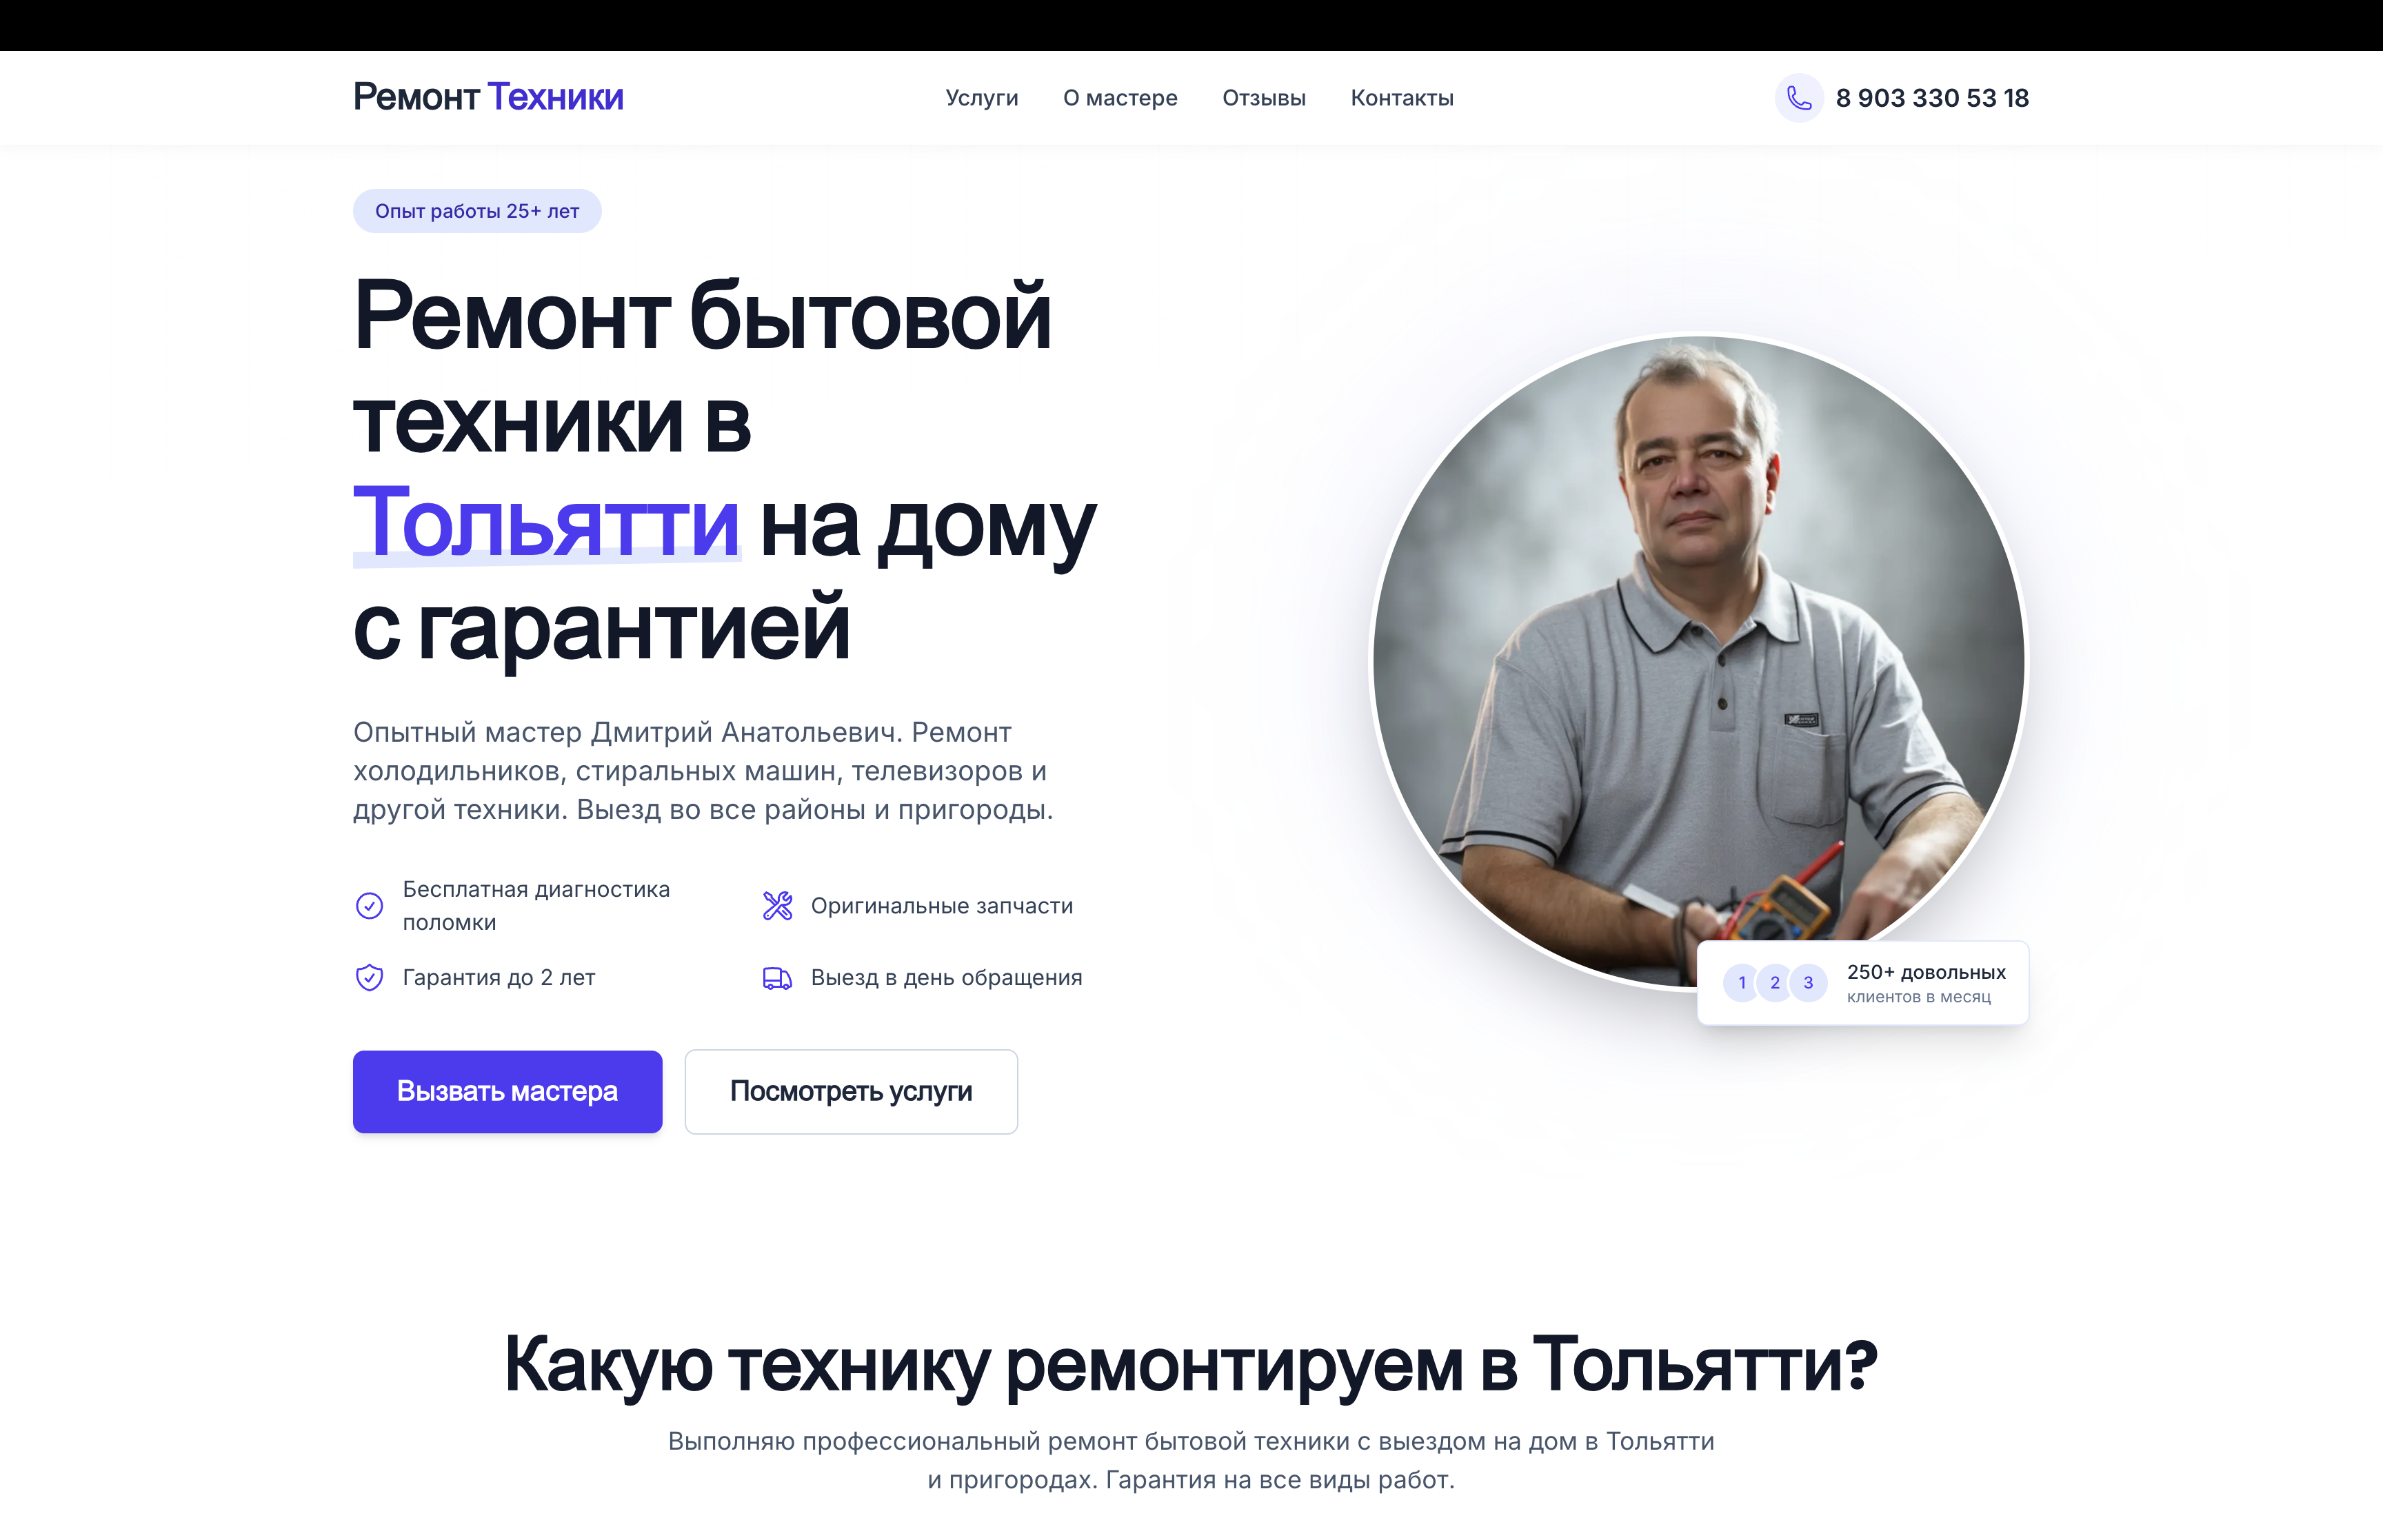 Ремонт Техники
Услуги
О мастере
Отзывы
Контакты
8 903 330 53 18
Опыт работы 25+ лет
Ремонт бытовой
техники в
Тольятти на дому
с гарантией
Опытный мастер Дмитрий Анатольевич. Ремонт
холодильников, стиральных машин, телевизоров и
другой техники. Выезд во все районы и пригороды.
Бесплатная диагностика
поломки
Оригинальные запчасти
Гарантия до 2 лет
Выезд в день обращения
Вызвать мастера
Посмотреть услуги
1 2 3
250+ довольных
клиентов в месяц
Какую технику ремонтируем в Тольятти?
Выполняю профессиональный ремонт бытовой техники с выездом на дом в Тольятти
и пригородах. Гарантия на все виды работ.